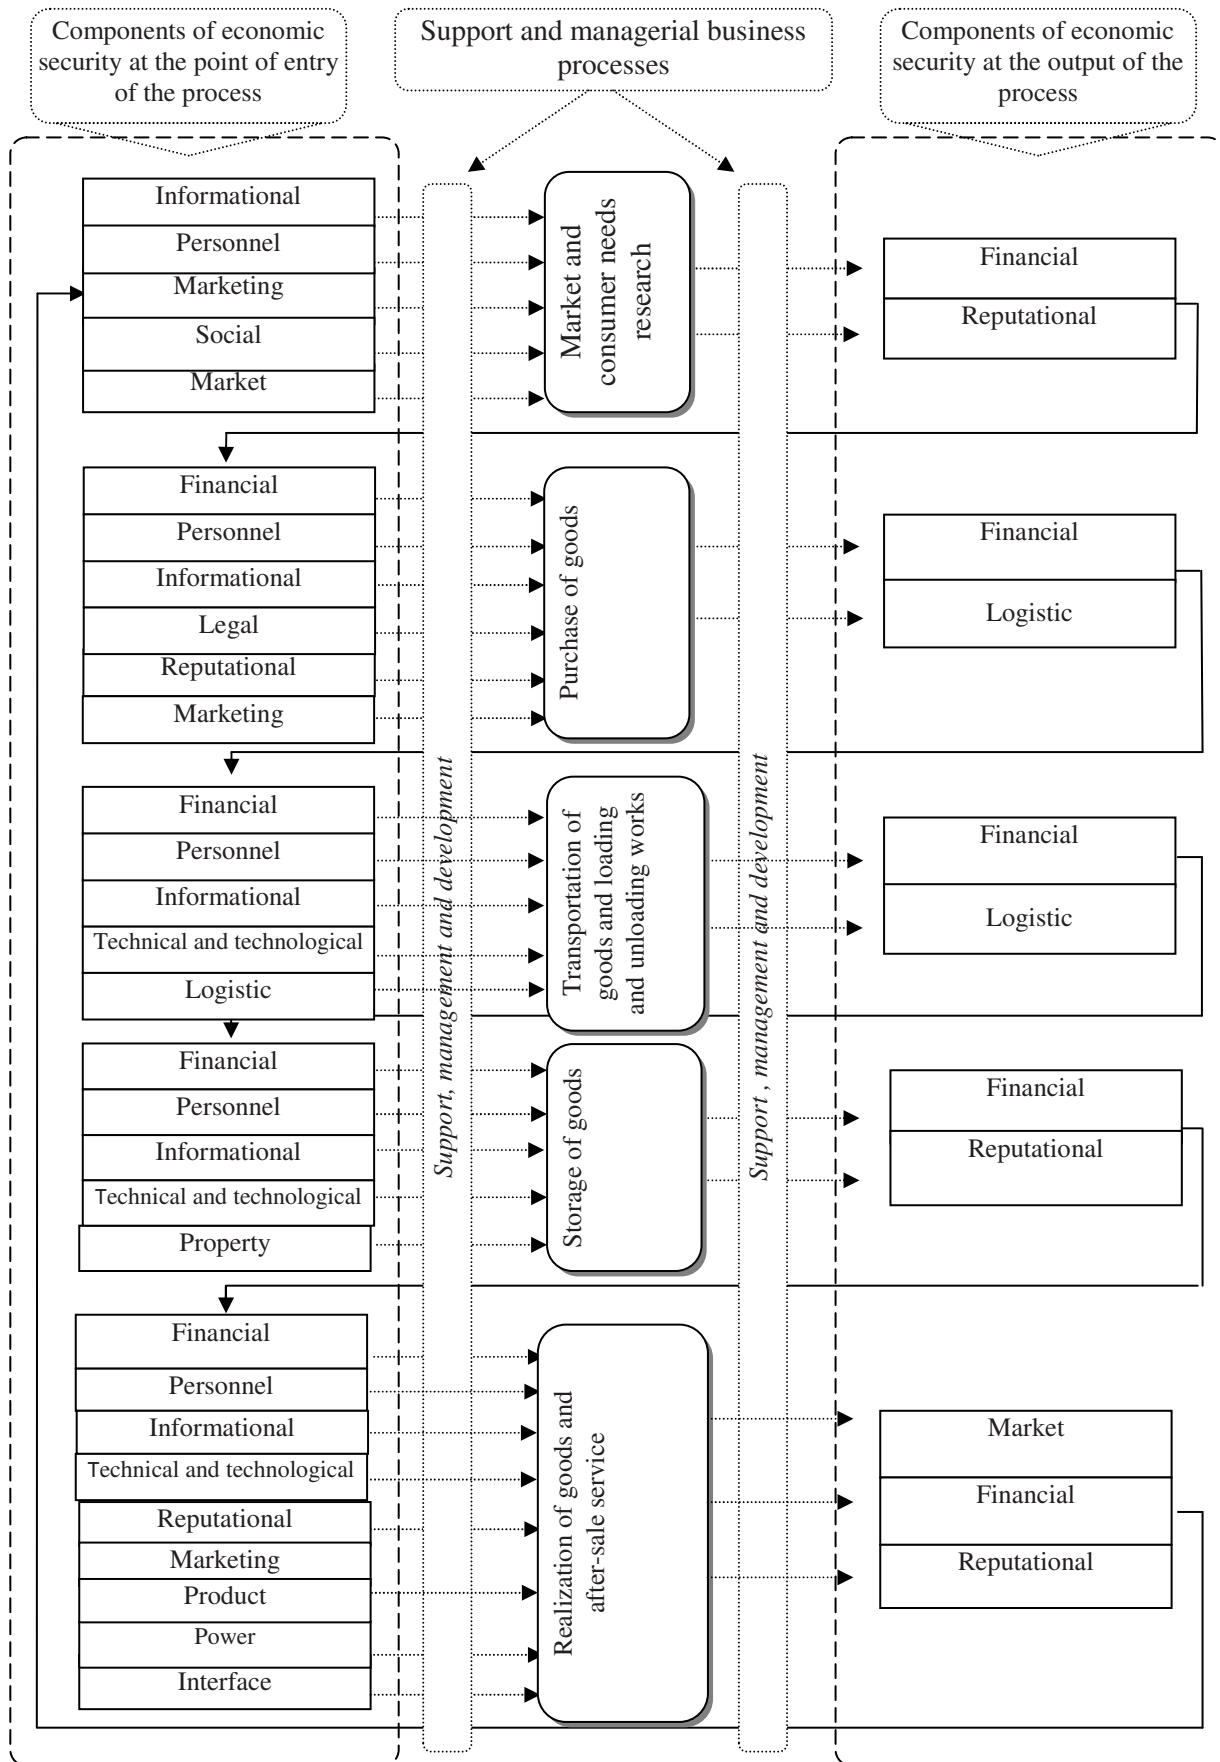 Components of economic
security at the point of entry
of the process
Support and managerial business
processes
Components of economic
security at the output of the
process
Informational
Personnel
Marketing
Social
Market
Market and
consumer needs
research
Financial
Reputational
Financial
Personnel
Informational
Legal
Reputational
Marketing
Purchase of goods
Financial
Logistic
Support, management and development
Support , management and development
Financial
Personnel
Informational
Technical and technological
Logistic
Transportation of
goods and loading
and unloading works
Financial
Logistic
Financial
Personnel
Informational
Technical and technological
Property
Storage of goods
Financial
Reputational
Financial
Personnel
Informational
Technical and technological
Reputational
Marketing
Product
Power
Interface
Realization of goods and
after-sale service
Market
Financial
Reputational